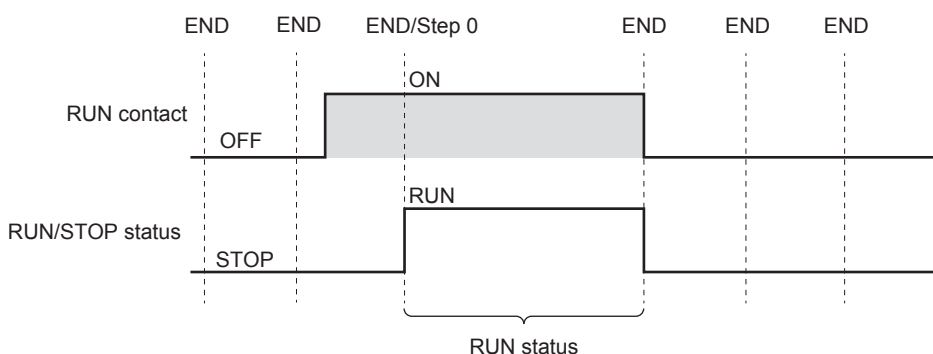 END END END/Step 0 END END END
ON
RUN contact
OFF
RUN
RUN/STOP status
STOP
RUN status